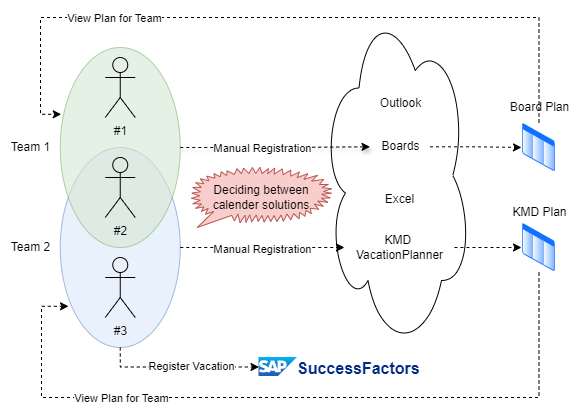 View Plan for Team
Outlook
Board Plan
#1
Team 1
Manual Registration
Boards
Deciding between
calender solutions
Excel
KMD Plan
#2
Team 2
Manual Registration
KMD
VacationPlanner
#3
Register Vacation
SAP SuccessFactors
View Plan for Team